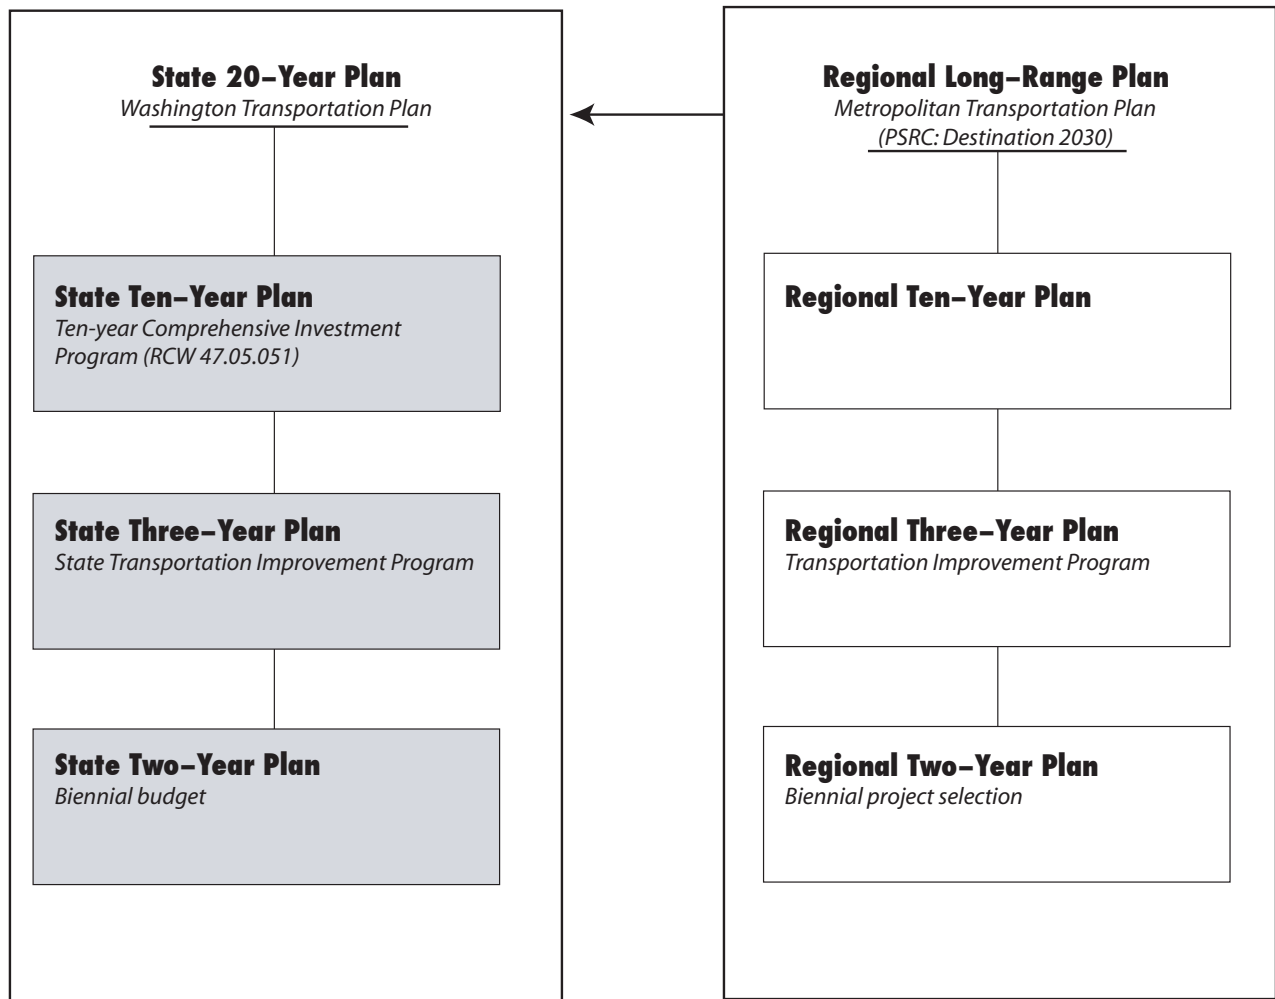 State 20–Year Plan
Washington Transportation Plan
State Ten–Year Plan
Ten-year Comprehensive Investment
Program (RCW 47.05.051)
State Three–Year Plan
State Transportation Improvement Program
State Two–Year Plan
Biennial budget
Regional Long–Range Plan
Metropolitan Transportation Plan
(PSRC: Destination 2030)
Regional Ten–Year Plan
Regional Three–Year Plan
Transportation Improvement Program
Regional Two–Year Plan
Biennial project selection